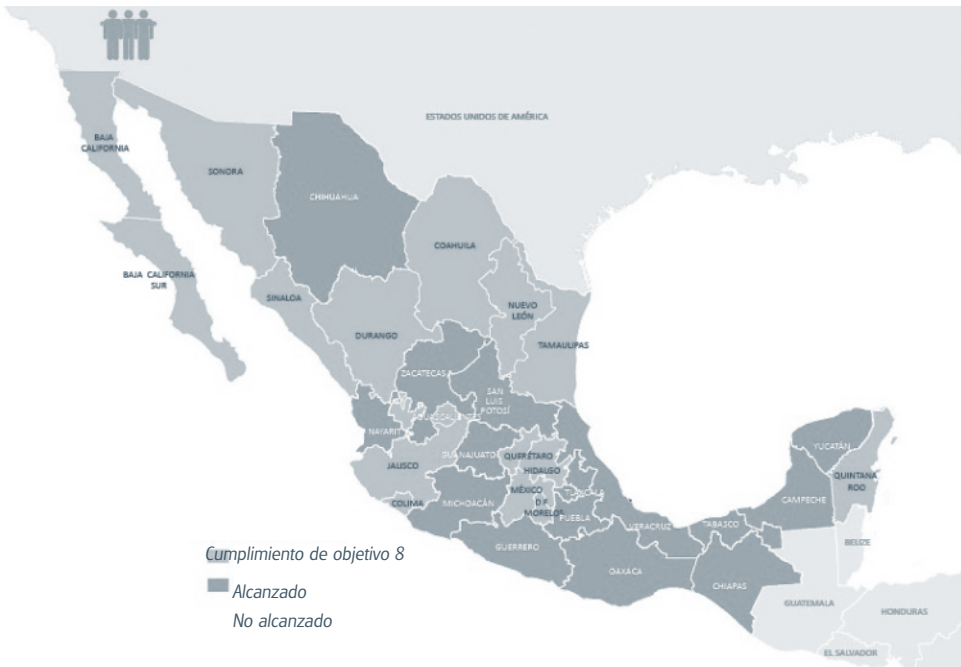 ESTADOS UNIDOS DE AMÉRICA
BAJA
CALIFORNIA
SONORA
CHIHUAHUA
COAHUILA
BAJA CALIFORNIA
SUR
SINALOA
NUEVO
LEÓN
DURANGO
TAMAULIPAS
ZACATECAS
SAN
LUIS
POTOSÍ
NAYARIT
YUCATÁN
GUANAJUATO
QUERÉTARO
HIDALGO
JALISCO
QUINTANA
ROO
CAMPECHE
COLIMA
MICHOACÁN
MÉXICO
D.F.
MORELOS
PUEBLA
VERACRUZ
TABASCO
GUERRERO
OAXACA
CHIAPAS
BELIZE
GUATEMALA
HONDURAS
EL SALVADOR
Cumplimiento de objetivo 8
Alcanzado
No alcanzado